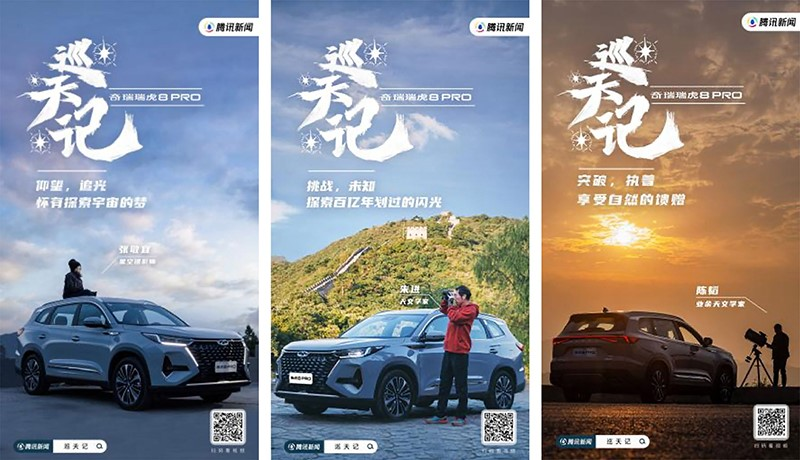 腾讯新闻
巡天记
奇瑞瑞虎8 PRO
仰望，追光
怀有探索宇宙的梦
张敬宜
星空摄影师
腾讯新闻
巡天记
腾讯新闻
巡天记
奇瑞瑞虎8 PRO
挑战，未知
探索百亿年划过的闪光
朱进
天文学家
瑞虎8 PRO
腾讯新闻
巡天记
腾讯新闻
巡天记
奇瑞瑞虎8 PRO
突破，执着
享受自然的馈赠
陈韬
业余天文学家
腾讯新闻
巡天记